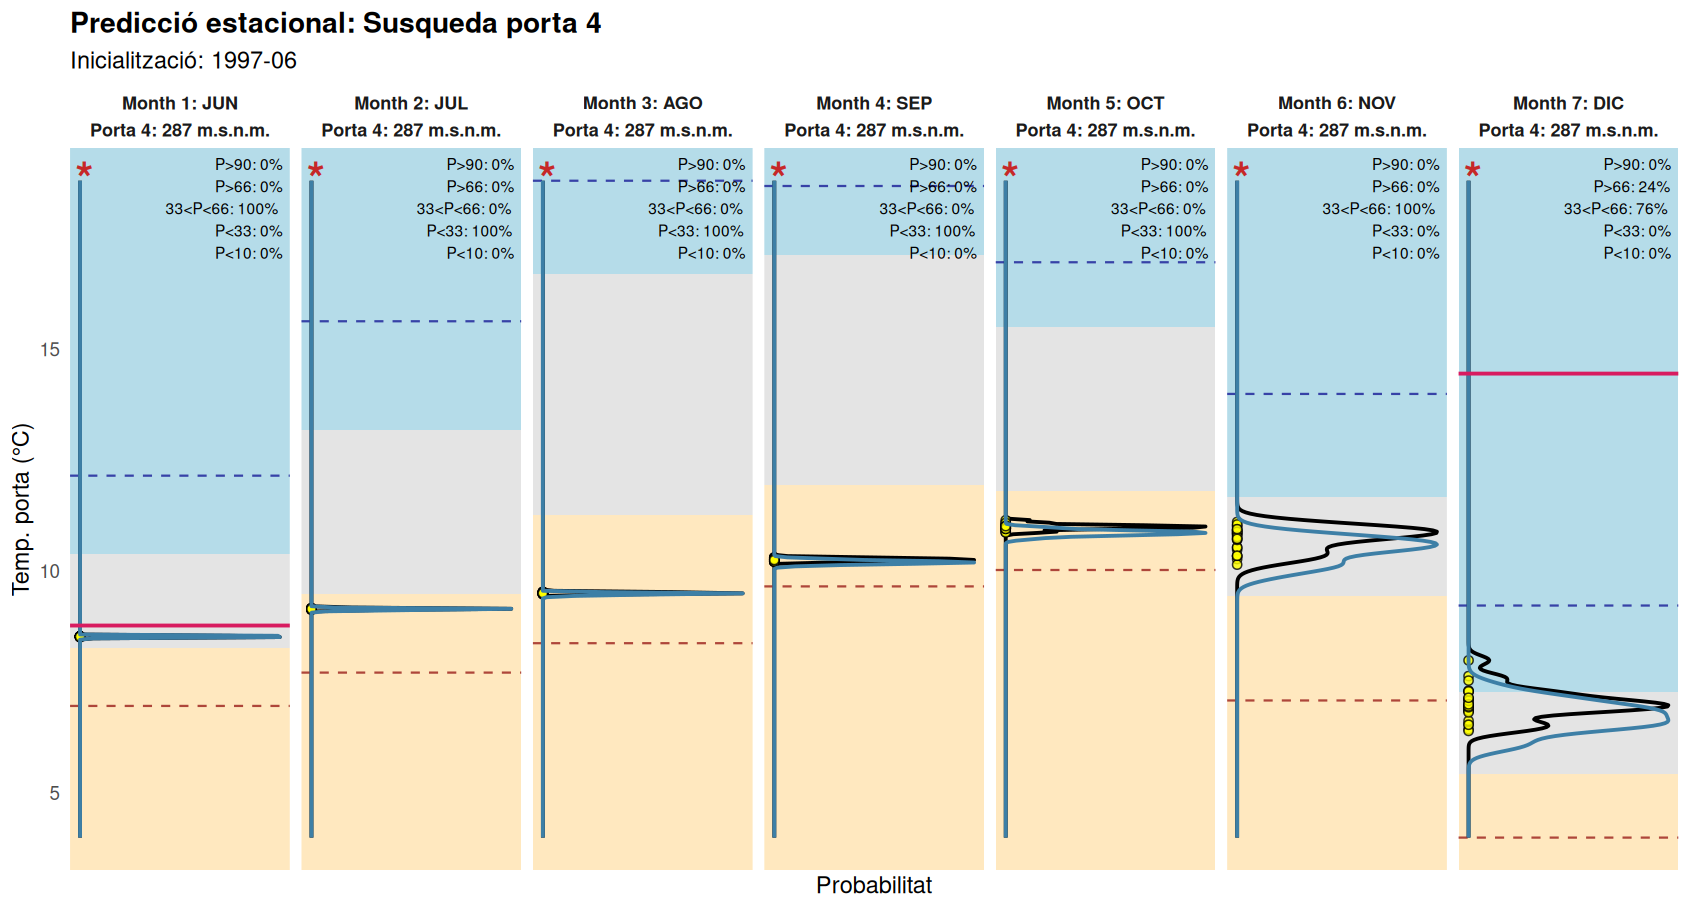 Predicció estacional: Susqueda porta 4
Inicialització: 1997-06
Month 1: JUN
Porta 4: 287 m.s.n.m.
Month 2: JUL
Porta 4: 287 m.s.n.m.
Month 3: AGO
Porta 4: 287 m.s.n.m.
Month 4: SEP
Porta 4: 287 m.s.n.m.
Month 5: OCT
Porta 4: 287 m.s.n.m.
Month 6: NOV
Porta 4: 287 m.s.n.m.
Month 7: DIC
Porta 4: 287 m.s.n.m.
*
P>90: 0%
P>66: 0%
33<P<66: 100%
P<33: 0%
P<10: 0%
*
P>90: 0%
P>66: 0%
33<P<66: 0%
P<33: 100%
P<10: 0%
*
P>90: 0%
P>66: 0%
33<P<66: 0%
P<33: 100%
P<10: 0%
*
P>90: 0%
P>66: 0%
33<P<66: 0%
P<33: 100%
P<10: 0%
*
P>90: 0%
P>66: 0%
33<P<66: 0%
P<33: 100%
P<10: 0%
*
P>90: 0%
P>66: 0%
33<P<66: 100%
P<33: 0%
P<10: 0%
*
P>90: 0%
P>66: 24%
33<P<66: 76%
P<33: 0%
P<10: 0%
15
10
5
Temp. porta (°C)
Probabilitat